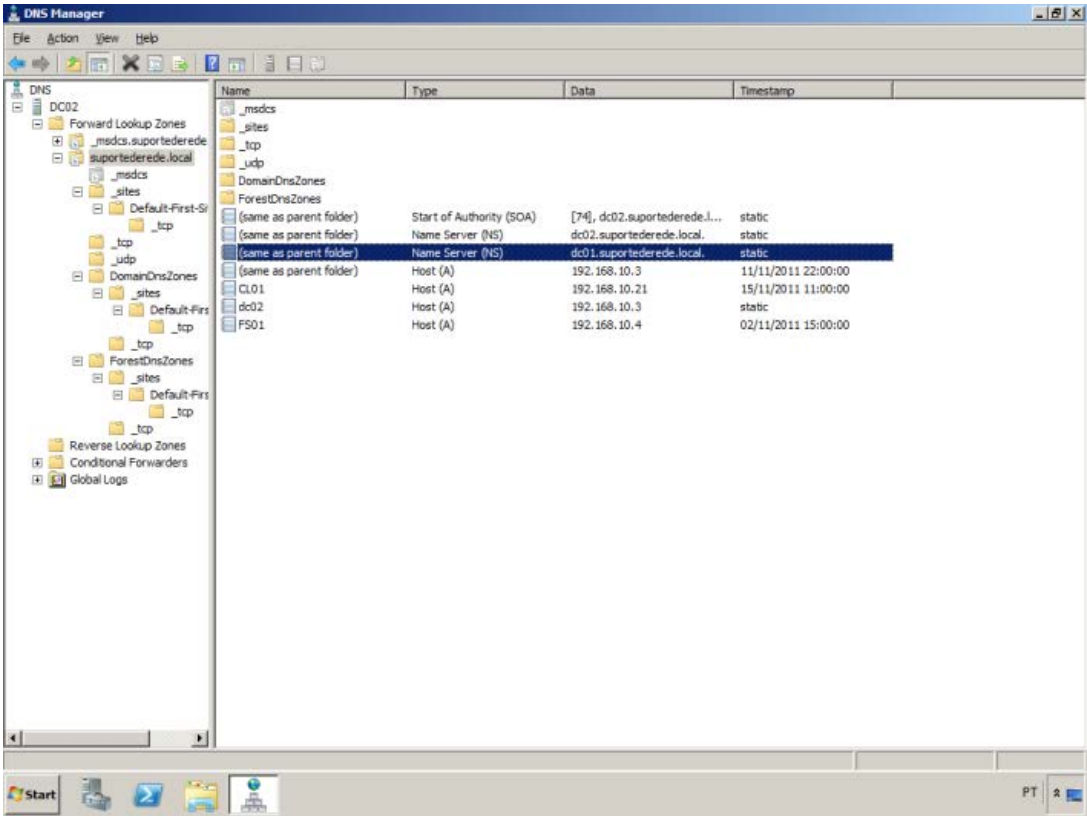 DNS Manager
File Action View Help
DNS
DC02
Forward Lookup Zones
_msdcs.suportederede
suportederede.local
_msdcs
_sites
Default-First-Si
_tcp
_tcp
_udp
DomainDnsZones
_sites
Default-Firs
_tcp
_tcp
ForestDnsZones
_sites
Default-Firs
_tcp
_tcp
Reverse Lookup Zones
Conditional Forwarders
Global Logs
Name Type Data Timestamp
_msdcs
_sites
_tcp
_udp
DomainDnsZones
ForestDnsZones
(same as parent folder) Start of Authority (SOA) [74], dc02.suportederede.l... static
(same as parent folder) Name Server (NS) dc02.suportederede.local. static
(same as parent folder) Name Server (NS) dc01.suportederede.local. static
(same as parent folder) Host (A) 192.168.10.3 11/11/2011 22:00:00
CL01 Host (A) 192.168.10.21 15/11/2011 11:00:00
dc02 Host (A) 192.168.10.3 static
FS01 Host (A) 192.168.10.4 02/11/2011 15:00:00
Start PT